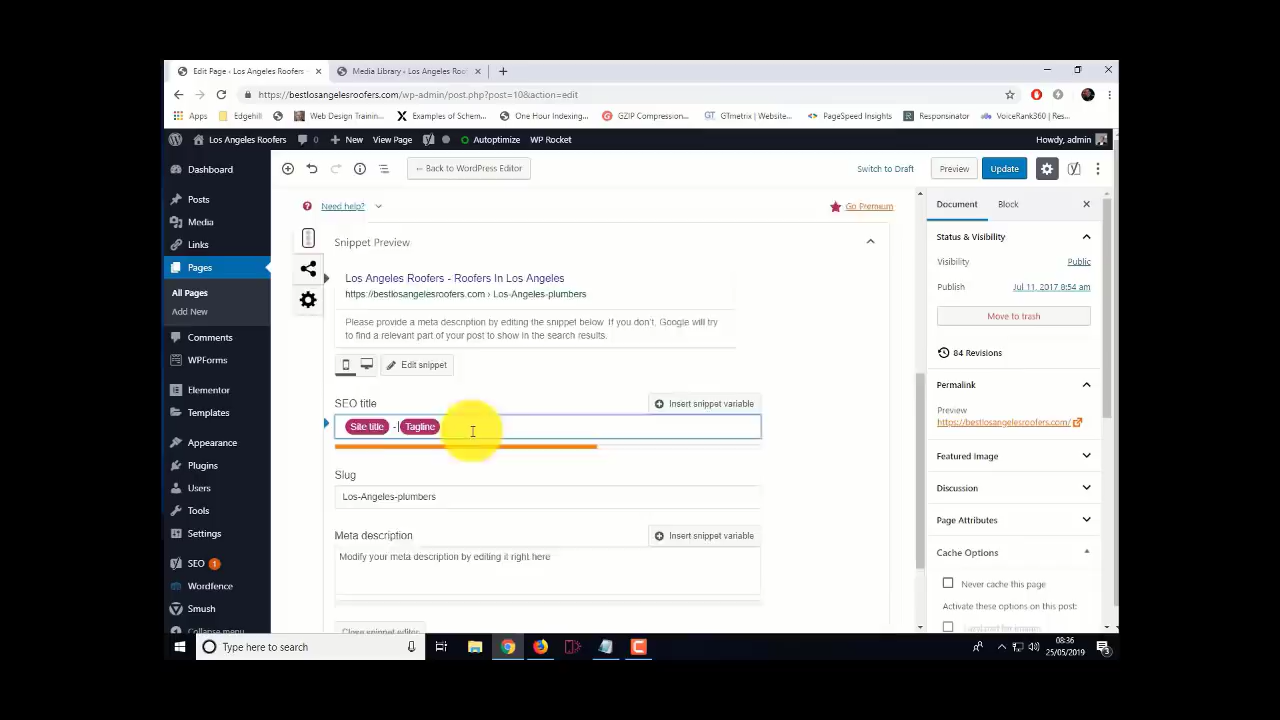 Edit Page ‹ Los Angeles Roofers -
Media Library ‹ Los Angeles Roof
https://bestlosangelesroofers.com/wp-admin/post.php?post=10&action=edit
Apps
Edgehill
Web Design Trainin...
Examples of Schem...
One Hour Indexing...
GZIP Compression...
GTmetrix | Website...
PageSpeed Insights
Responsinator
VoiceRank360 | Res...
Los Angeles Roofers
0
New
View Page
Autoptimize
WP Rocket
Howdy, admin
Dashboard
Posts
Media
Links
Pages
All Pages
Add New
Comments
WPForms
Elementor
Templates
Appearance
Plugins
Users
Tools
Settings
SEO 1
Wordfence
Smush
Collapse menu
← Back to WordPress Editor
Switch to Draft
Preview
Update
Need help?
Go Premium
Snippet Preview
Los Angeles Roofers - Roofers In Los Angeles
https://bestlosangelesroofers.com › Los-Angeles-plumbers
Please provide a meta description by editing the snippet below. If you don't, Google will try
to find a relevant part of your post to show in the search results.
Edit snippet
SEO title
Insert snippet variable
Site title - Tagline
Slug
Los-Angeles-plumbers
Meta description
Insert snippet variable
Modify your meta description by editing it right here
Close snippet editor
Document
Block
Status & Visibility
Visibility
Public
Publish
Jul 11, 2017 8:54 am
Move to trash
84 Revisions
Permalink
Preview
https://bestlosangelesroofers.com/
Featured Image
Discussion
Page Attributes
Cache Options
Never cache this page
Activate these options on this post:
Type here to search
08:36
25/05/2019
3